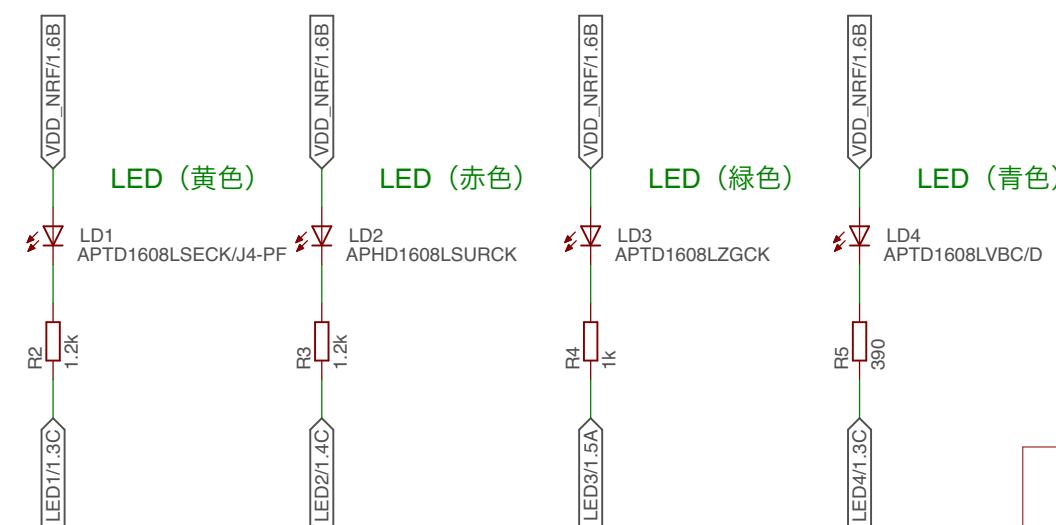 VDD_NRF/1.6B
VDD_NRF/1.6B
VDD_NRF/1.6B
VDD_NRF/1.6B
LED（黄色）
LED（赤色）
LED（緑色）
LED（青色）
LD1
APTD1608LSECK/J4-PF
LD2
APHD1608LSURCK
LD3
APTD1608LZGCK
LD4
APTD1608LVBC/D
R2
1.2k
R3
1.2k
R4
1k
R5
390
LED1/1.3C
LED2/1.4C
LED3/1.5A
LED4/1.3C